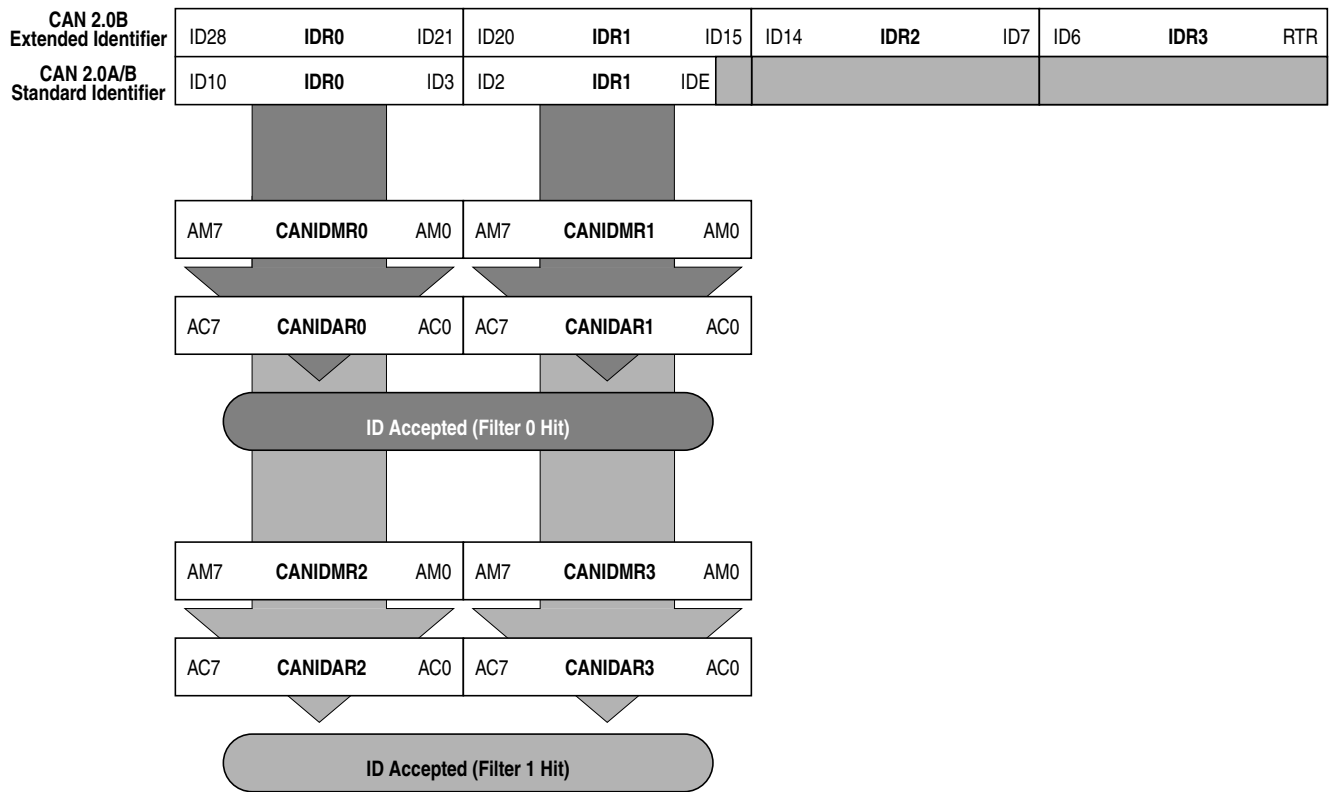 CAN 2.0B
Extended Identifier
ID28 IDR0 ID21 ID20 IDR1 ID15 ID14 IDR2 ID7 ID6 IDR3 RTR
CAN 2.0A/B
Standard Identifier
ID10 IDR0 ID3 ID2 IDR1 IDE
AM7 CANIDMR0 AM0 AM7 CANIDMR1 AM0
AC7 CANIDAR0 AC0 AC7 CANIDAR1 AC0
ID Accepted (Filter 0 Hit)
AM7 CANIDMR2 AM0 AM7 CANIDMR3 AM0
AC7 CANIDAR2 AC0 AC7 CANIDAR3 AC0
ID Accepted (Filter 1 Hit)